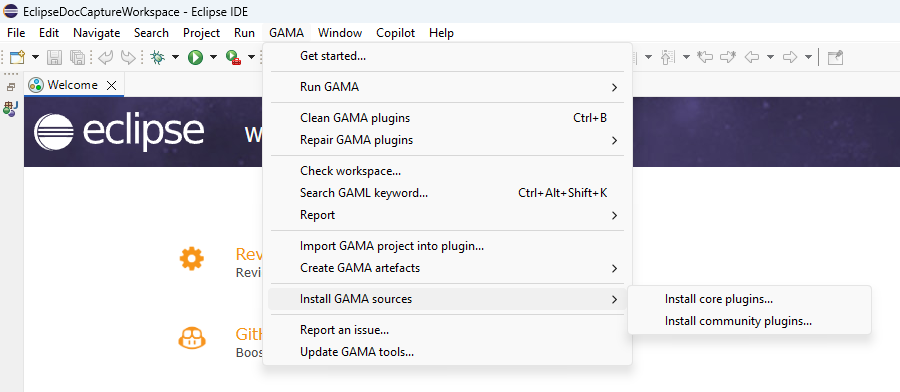 EclipseDocCaptureWorkspace - Eclipse IDE
File Edit Navigate Search Project Run GAMA Window Copilot Help
Get started...
Welcome
Run GAMA
eclipse W
Clean GAMA plugins Ctrl+B
Repair GAMA plugins
Check workspace...
Search GAML keyword... Ctrl+Alt+Shift+K
Report
Import GAMA project into plugin...
Rev
Create GAMA artefacts
Revi
Install GAMA sources
Install core plugins...
Install community plugins...
Report an issue...
Gith
Update GAMA tools...
Boos